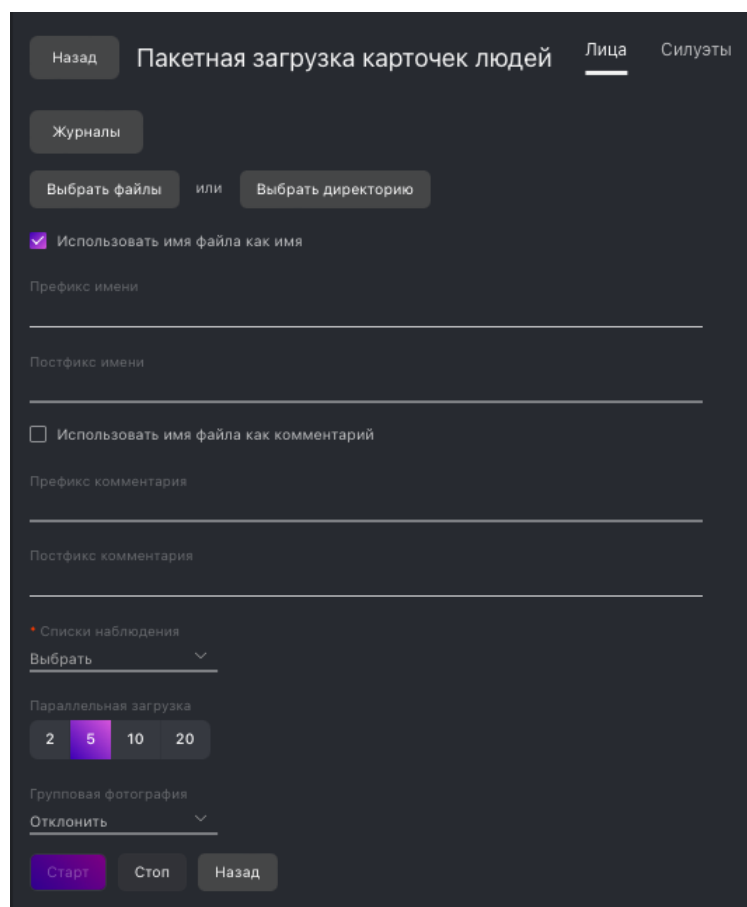 Назад Пакетная загрузка карточек людей Лица Силуэты
Журналы
Выбрать файлы или Выбрать директорию
Использовать имя файла как имя
Префикс имени
Постфикс имени
Использовать имя файла как комментарий
Префикс комментария
Постфикс комментария
* Списки наблюдения
Выбрать
Параллельная загрузка
2 5 10 20
Групповая фотография
Отклонить
Старт Стоп Назад